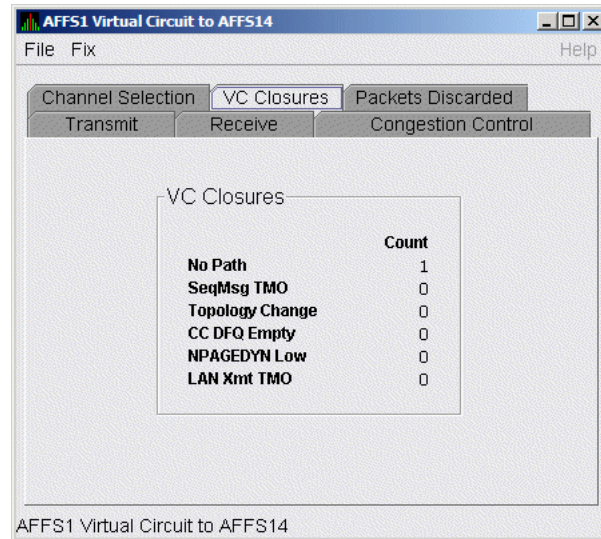 AFFS1 Virtual Circuit to AFFS14
File Fix Help
Channel Selection VC Closures Packets Discarded
Transmit Receive Congestion Control
VC Closures
Count
No Path 1
SeqMsg TMO 0
Topology Change 0
CC DFQ Empty 0
NPAGEDYN Low 0
LAN Xmt TMO 0
AFFS1 Virtual Circuit to AFFS14